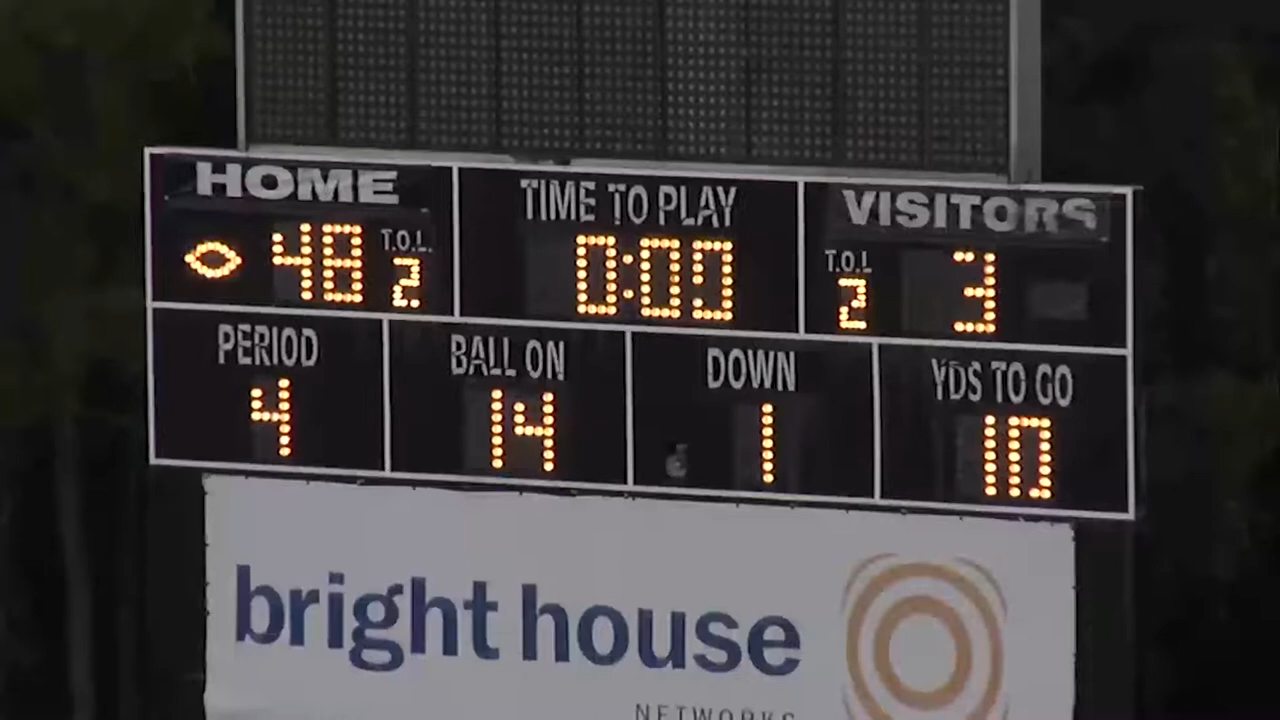 HOME
TIME TO PLAY
VISITORS
48
T.O.L.
2
0:09
T.O.L
2
3
PERIOD
BALL ON
DOWN
YDS TO GO
4
14
1
10
bright house
NETWORKS